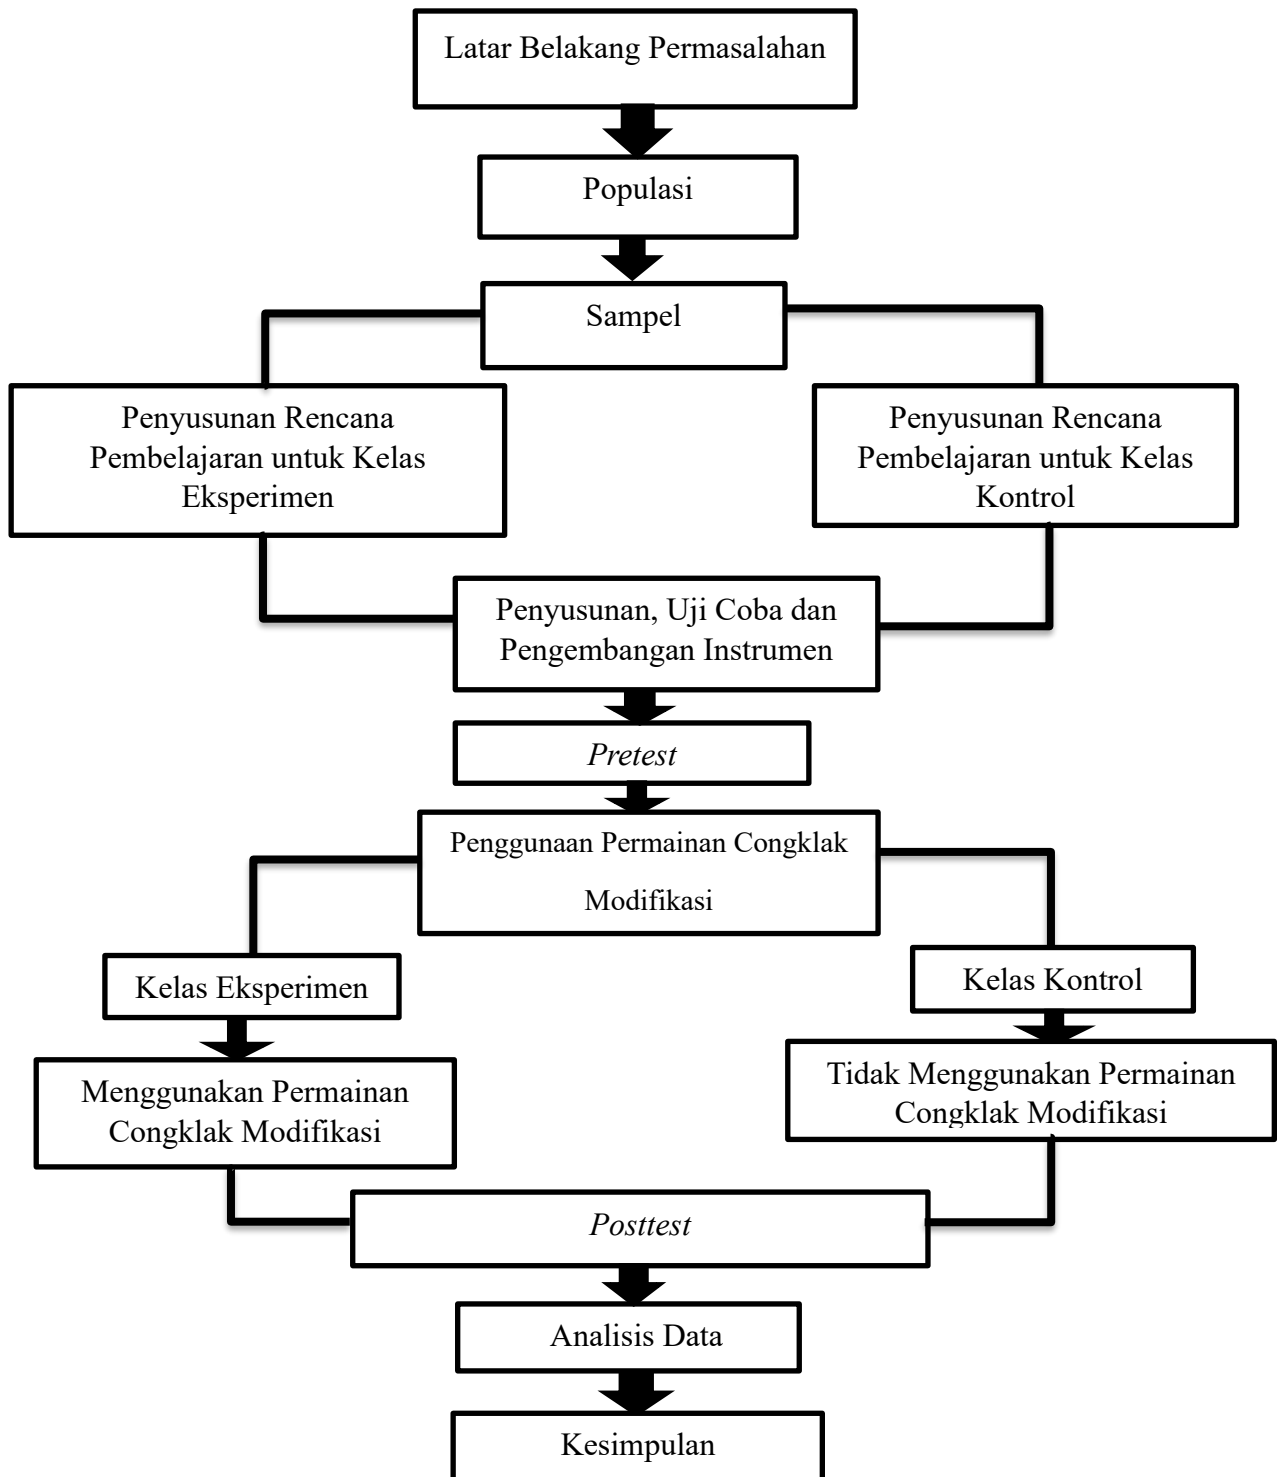 Latar Belakang Permasalahan
Populasi
Sampel
Penyusunan Rencana
Pembelajaran untuk Kelas
Eksperimen
Penyusunan Rencana
Pembelajaran untuk Kelas
Kontrol
Penyusunan, Uji Coba dan
Pengembangan Instrumen
Pretest
Penggunaan Permainan Congklak
Modifikasi
Kelas Eksperimen
Kelas Kontrol
Menggunakan Permainan
Congklak Modifikasi
Tidak Menggunakan Permainan
Congklak Modifikasi
Posttest
Analisis Data
Kesimpulan